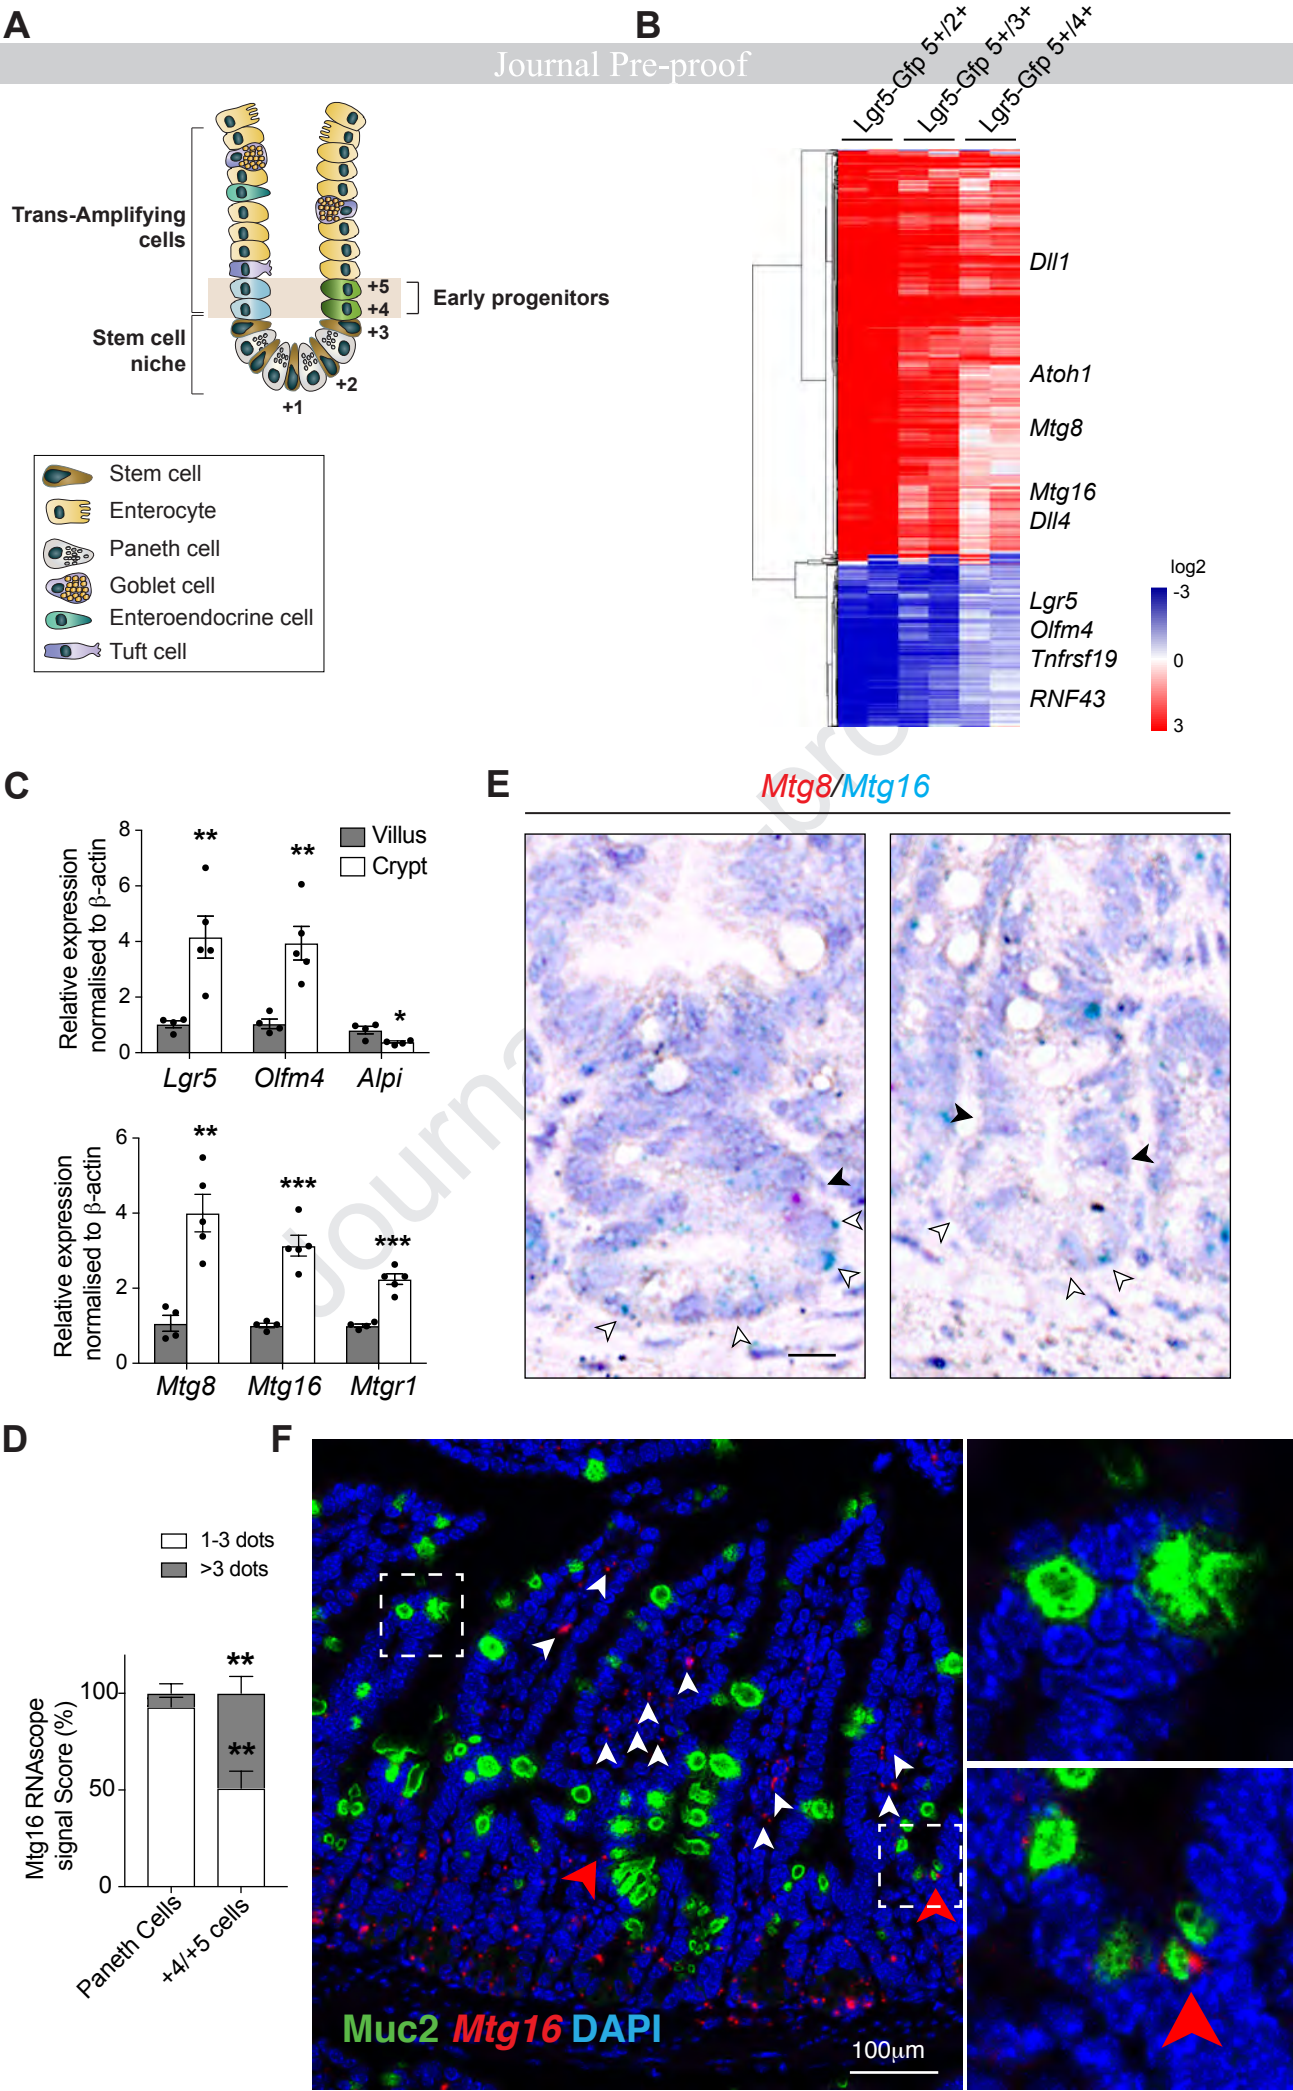 A
B
Journal Pre-proof
Lgr5-Gfp 5+/2+
Lgr5-Gfp 5+/3+
Lgr5-Gfp 5+/4+
Trans-Amplifying
cells
+5
+4
Early progenitors
+3
Stem cell
niche
+2
+1
Stem cell
Enterocyte
Paneth cell
Goblet cell
Enteroendocrine cell
Tuft cell
Dll1
Atoh1
Mtg8
Mtg16
Dll4
Lgr5
Olfm4
Tnfrsf19
RNF43
log2
-3
0
3
C
Relative expression
normalised to β-actin
8
6
4
2
0
**
**
*
Villus
Crypt
Lgr5
Olfm4
Alpi
Relative expression
normalised to β-actin
6
4
2
0
**
***
***
Mtg8
Mtg16
Mtgr1
E
Mtg8/Mtg16
D
1-3 dots
>3 dots
Mtg16 RNAscope
signal Score (%)
100
50
0
**
**
Paneth Cells
+4/+5 cells
F
Muc2 Mtg16 DAPI
100μm
Journal Pre-proof